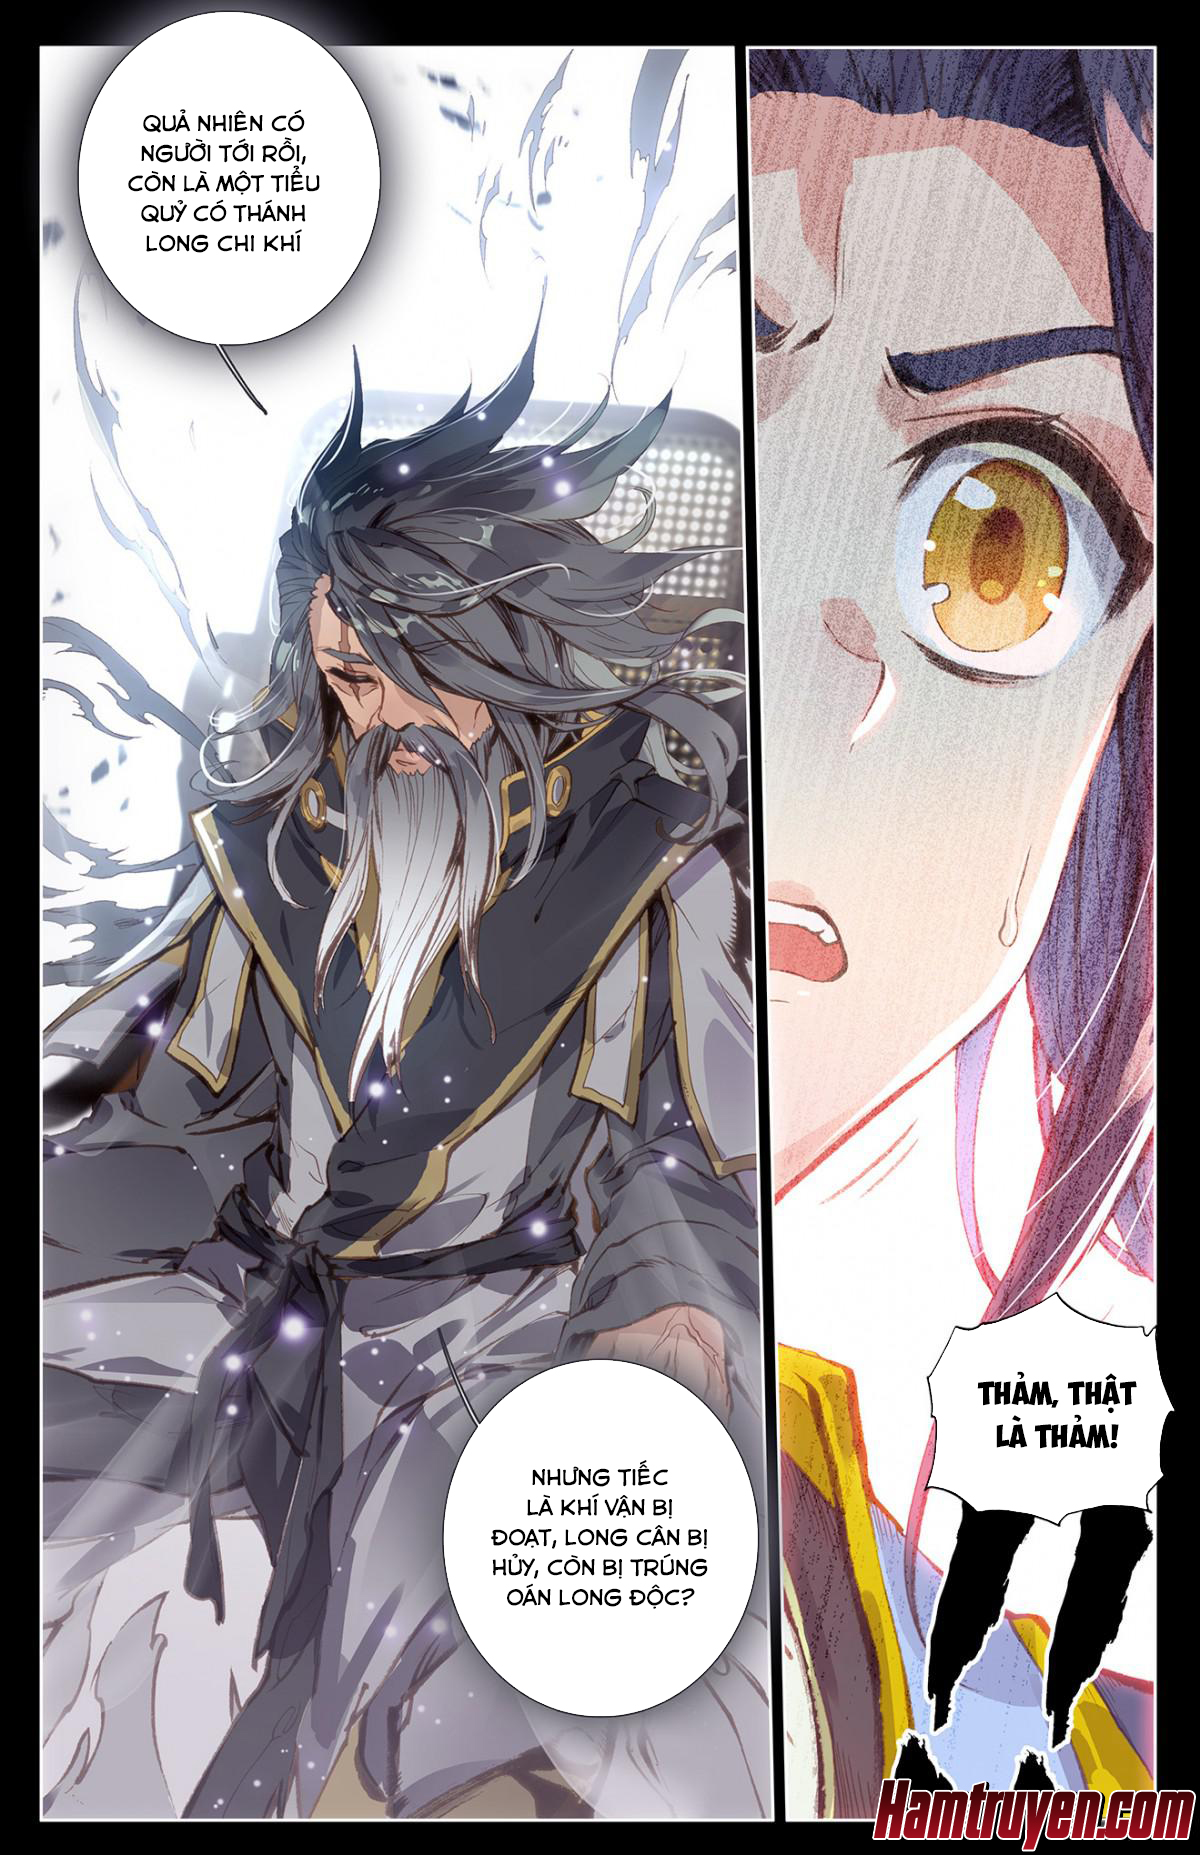 QUẢ NHIÊN CÓ
NGƯỜI TỚI RỒI,
CÒN LÀ MỘT TIỂU
QUỶ CÓ THÁNH
LONG CHI KHÍ
NHƯNG TIẾC
LÀ KHÍ VẬN BỊ
ĐOẠT, LONG CÂN BỊ
HỦY, CÒN BỊ TRÚNG
OÁN LONG ĐỘC?
THẢM, THẬT
LÀ THẢM!
!!
Hamtruyen.com